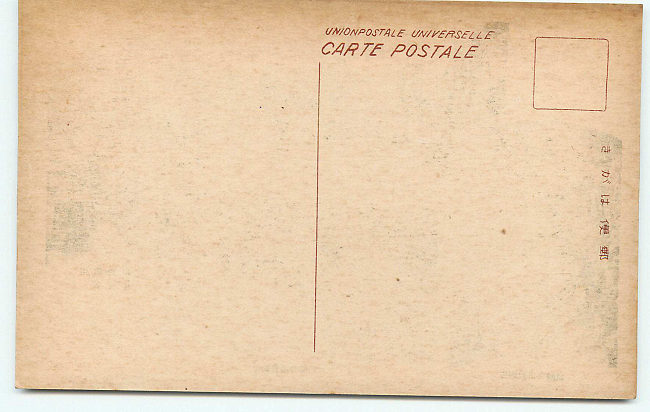 UNIONPOSTALE UNIVERSELLE
CARTE POSTALE
きがは便郵